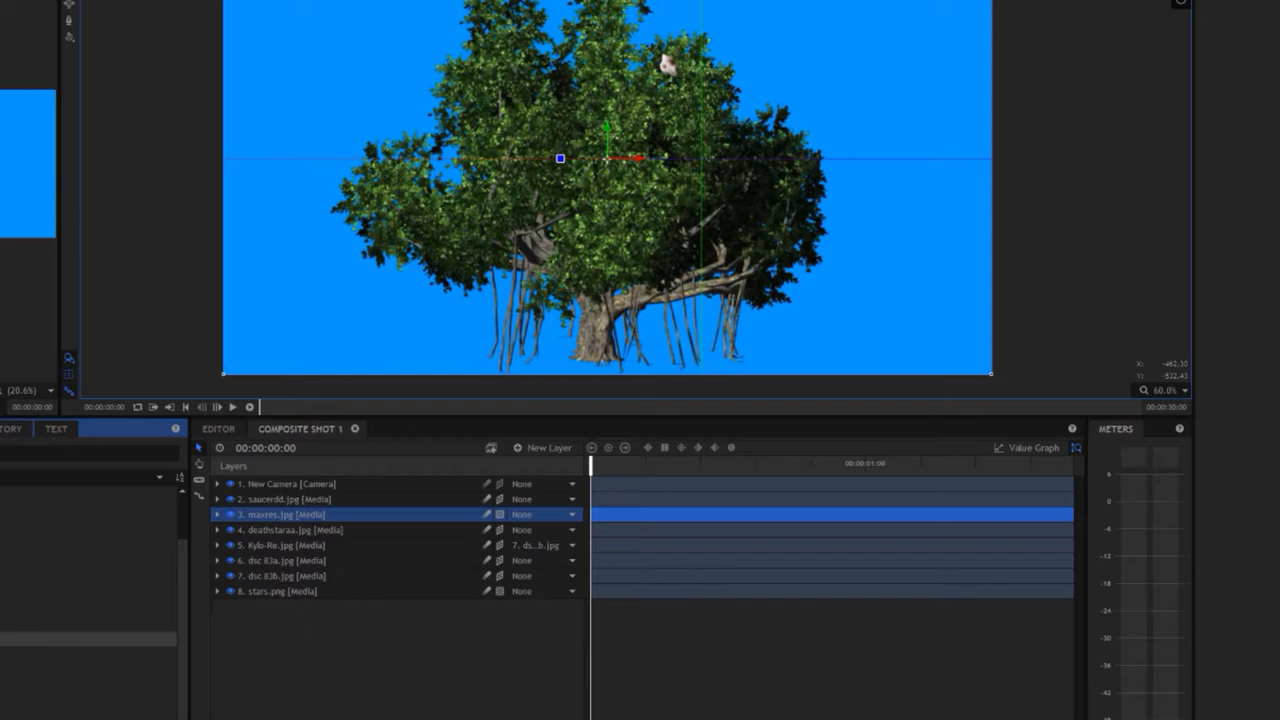 X: -462.30
Y: -532.43
(20.6%)
60.0%
00:00:00:00
00:00:00:00
00:00:30:00
TORY
TEXT
EDITOR
COMPOSITE SHOT 1
METERS
00:00:00:00
New Layer
Value Graph
Layers
00:00:01:00
1. New Camera [Camera] None
2. saucerdd.jpg [Media] None
3. maxres.jpg [Media] None
4. deathstaraa.jpg [Media] None
5. Kylo-Re.jpg [Media] 7. ds...b.jpg
6. dsc 83a.jpg [Media] None
7. dsc 83b.jpg [Media] None
8. stars.png [Media] None
6
0
-6
-12
-18
-24
-30
-36
-42